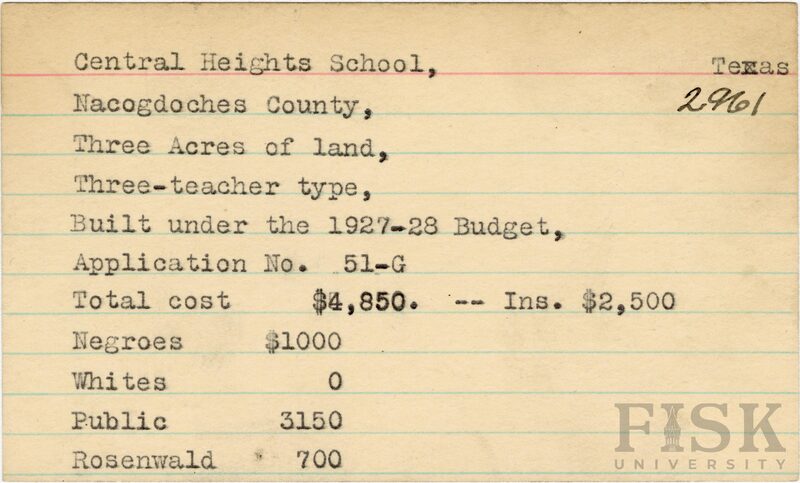 Central Heights School, Texas
Nacogdoches County, 2961
Three Acres of land,
Three-teacher type,
Built under the 1927-28 Budget,
Application No. 51-G
Total cost $4,850. -- Ins. $2,500
Negroes $1000
Whites 0
Public 3150
Rosenwald 700
FISK
UNIVERSITY